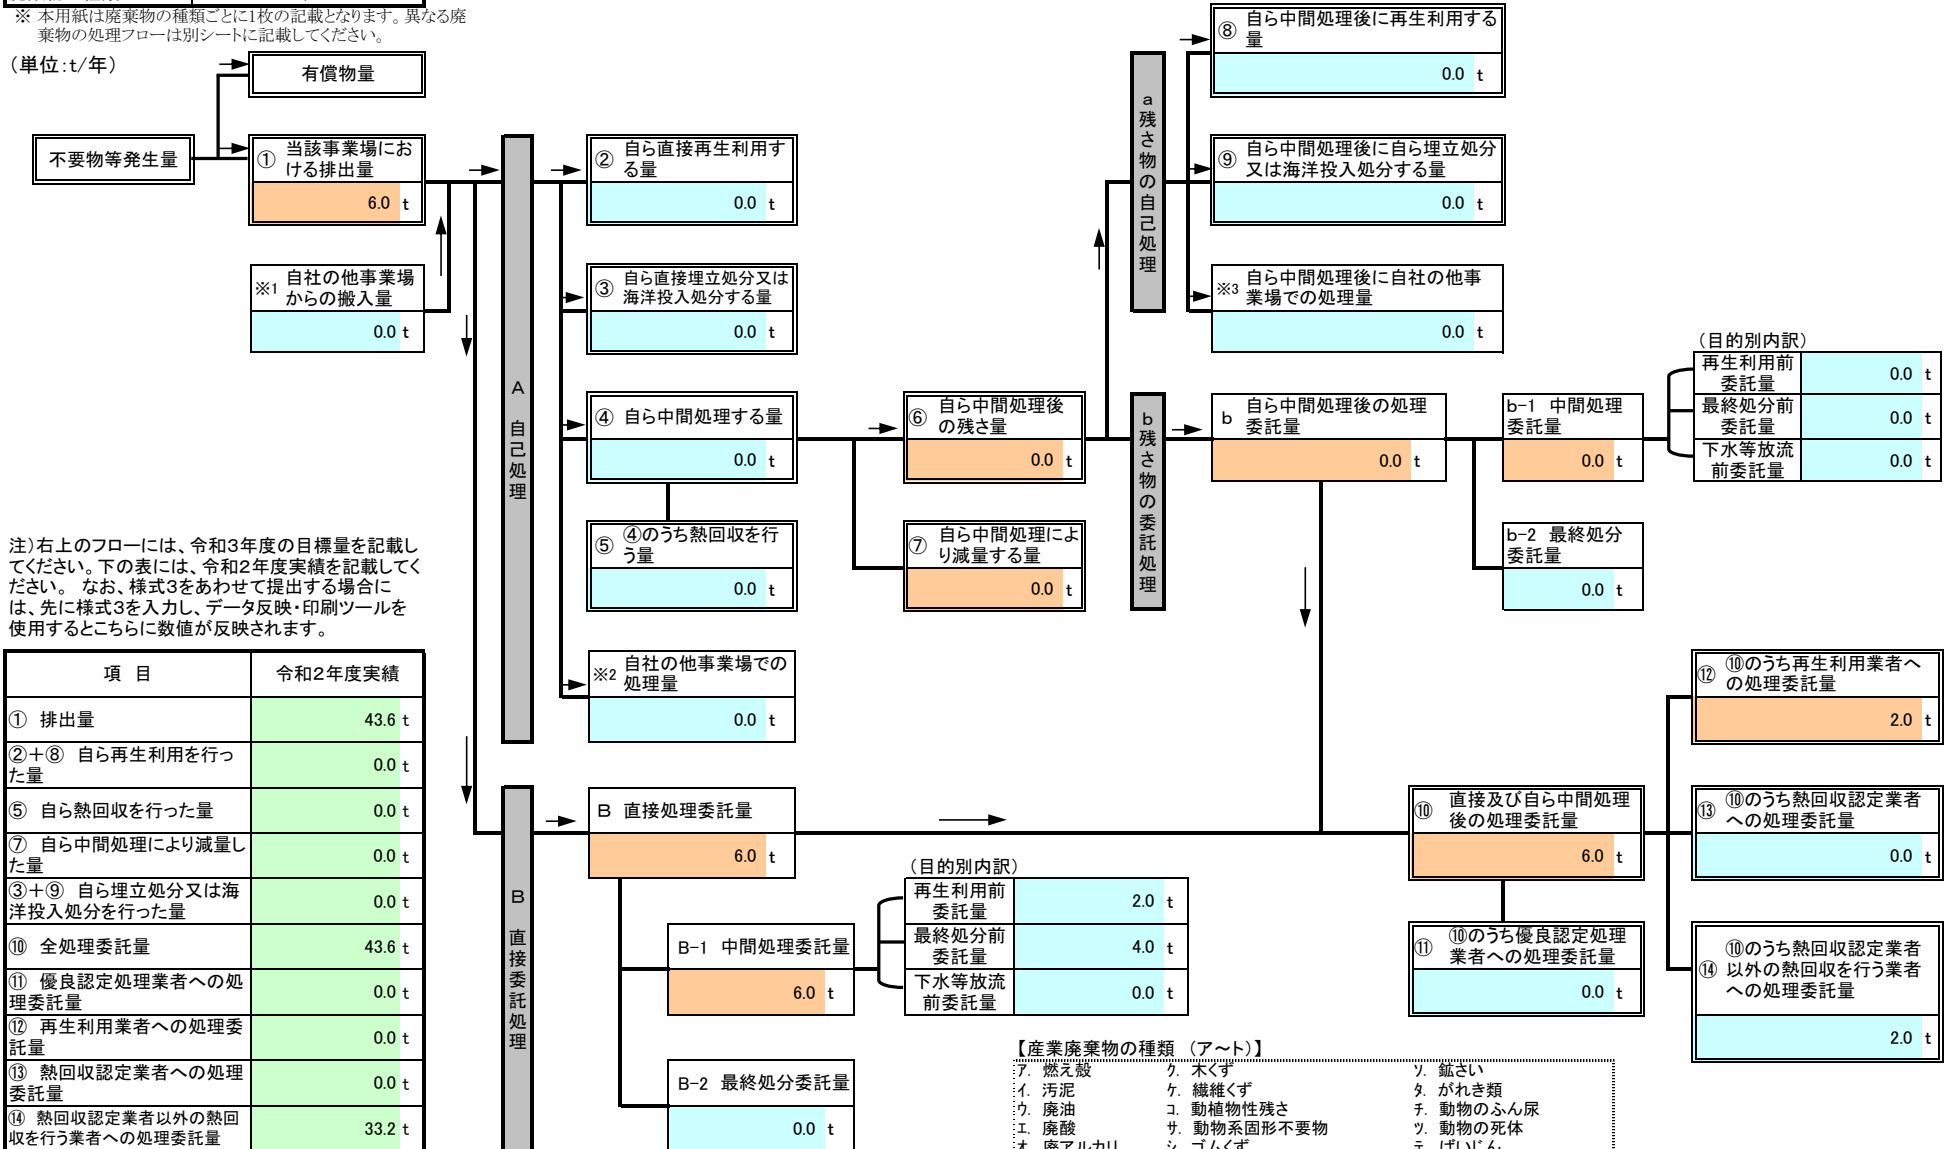 ※ 本用紙は廃棄物の種類ごとに1枚の記載となります。異なる廃
棄物の処理フローは別シートに記載してください。
（単位：t/年）
有償物量
不要物等発生量
① 当該事業場にお
ける排出量
6.0 t
※1 自社の他事業場
からの搬入量
0.0 t
A 自己処理
② 自ら直接再生利用す
る量
0.0 t
③ 自ら直接埋立処分又は
海洋投入処分する量
0.0 t
④ 自ら中間処理する量
0.0 t
⑤ ④のうち熱回収を行
う量
0.0 t
※2 自社の他事業場での
処理量
0.0 t
⑥ 自ら中間処理後
の残さ量
0.0 t
⑦ 自ら中間処理によ
り減量する量
0.0 t
a 残さ物の自己処理
⑧ 自ら中間処理後に再生利用する
量
0.0 t
⑨ 自ら中間処理後に自ら埋立処分
又は海洋投入処分する量
0.0 t
※3 自ら中間処理後に自社の他事
業場での処理量
0.0 t
b 残さ物の委託処理
b 自ら中間処理後の処理
委託量
0.0 t
b-1 中間処理
委託量
0.0 t
（目的別内訳）
再生利用前
委託量
0.0 t
最終処分前
委託量
0.0 t
下水等放流
前委託量
0.0 t
b-2 最終処分
委託量
0.0 t
注）右上のフローには、令和3年度の目標量を記載し
てください。下の表には、令和2年度実績を記載してく
ださい。 なお、様式3をあわせて提出する場合に
は、先に様式3を入力し、データ反映・印刷ツールを
使用するとこちらに数値が反映されます。
項 目 令和2年度実績
① 排出量 43.6 t
②＋⑧ 自ら再生利用を行っ
た量
0.0 t
⑤ 自ら熱回収を行った量 0.0 t
⑦ 自ら中間処理により減量し
た量
0.0 t
③＋⑨ 自ら埋立処分又は海
洋投入処分を行った量
0.0 t
⑩ 全処理委託量 43.6 t
⑪ 優良認定処理業者への処
理委託量
0.0 t
⑫ 再生利用業者への処理委
託量
0.0 t
⑬ 熱回収認定業者への処理
委託量
0.0 t
⑭ 熱回収認定業者以外の熱回
収を行う業者への処理委託量
33.2 t
B 直接委託処理
B 直接処理委託量
6.0 t
B-1 中間処理委託量
6.0 t
（目的別内訳）
再生利用前
委託量
2.0 t
最終処分前
委託量
4.0 t
下水等放流
前委託量
0.0 t
B-2 最終処分委託量
0.0 t
⑩ 直接及び自ら中間処理
後の処理委託量
6.0 t
⑪ ⑩のうち優良認定処理
業者への処理委託量
0.0 t
⑫ ⑩のうち再生利用業者へ
の処理委託量
2.0 t
⑬ ⑩のうち熱回収認定業者
への処理委託量
0.0 t
⑭ ⑩のうち熱回収認定業者
以外の熱回収を行う業者
への処理委託量
2.0 t
【産業廃棄物の種類 （ア～ト）】
ア. 燃え殻 ク. 木くず ソ. 鉱さい
イ. 汚泥 ケ. 繊維くず タ. がれき類
ウ. 廃油 コ. 動植物性残さ チ. 動物のふん尿
エ. 廃酸 サ. 動物系固形不要物 ツ. 動物の死体
オ. 廃アルカリ シ. ゴムくず テ. ばいじん